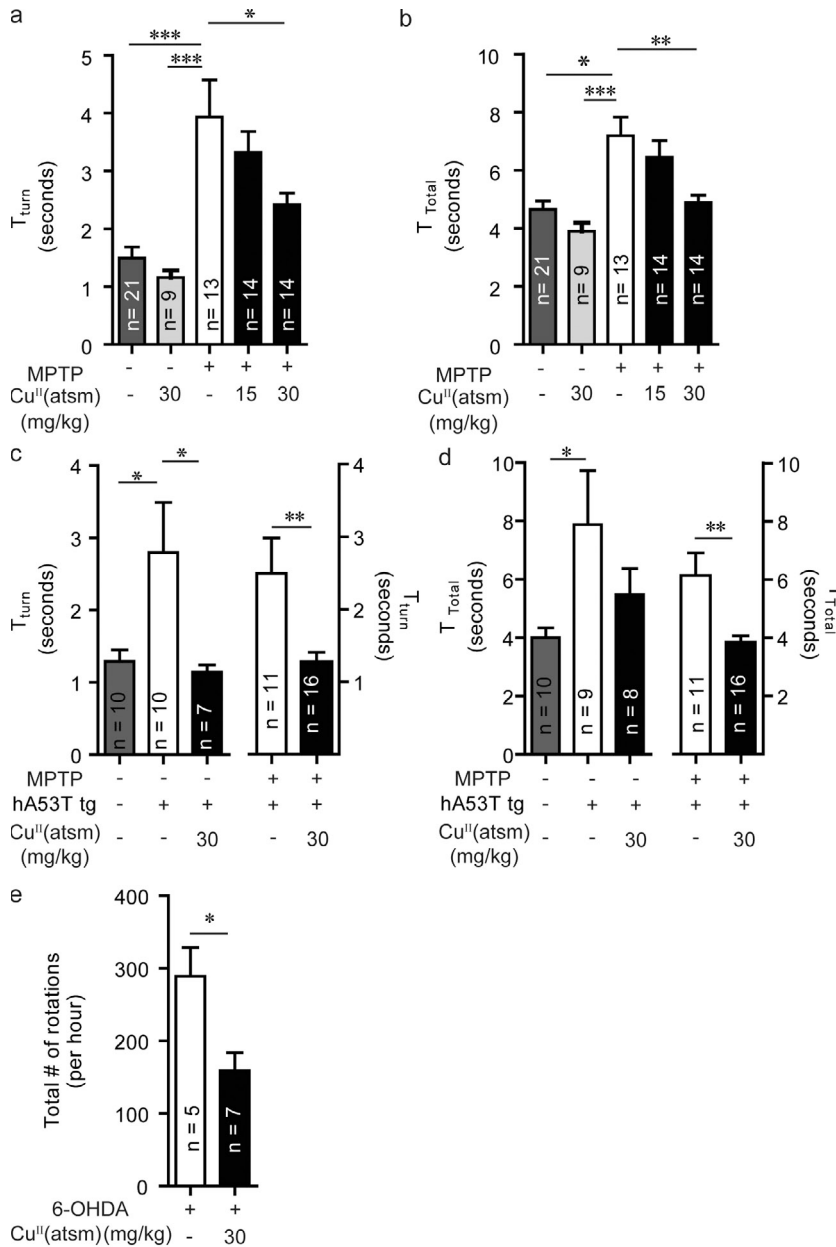 a
***
*
***
5
4
3
2
1
0
T turn
(seconds)
n= 21
n= 9
n= 13
n= 14
n= 14
MPTP - - + + +
Cuᴵᴵ(atsm) - 30 - 15 30
(mg/kg)
b
*
**
***
10
8
6
4
2
0
T Total
(seconds)
n= 21
n= 9
n= 13
n= 14
n= 14
MPTP - - + + +
Cuᴵᴵ(atsm) - 30 - 15 30
(mg/kg)
c
*
*
**
4
3
2
1
0
T turn
(seconds)
4
3
2
1
T turn
(seconds)
n = 10
n = 10
n = 7
n = 11
n = 16
MPTP - - - + +
hA53T tg - + + + +
Cuᴵᴵ(atsm) - - 30 - 30
(mg/kg)
d
*
**
10
8
6
4
2
0
T Total
(seconds)
10
8
6
4
2
T Total
(seconds)
n = 10
n = 9
n = 8
n = 11
n = 16
MPTP - - - + +
hA53T tg - + + + +
Cuᴵᴵ(atsm) - - 30 - 30
(mg/kg)
e
*
400
300
200
100
0
Total # of rotations
(per hour)
n = 5
n = 7
6-OHDA + +
Cuᴵᴵ(atsm) (mg/kg) - 30